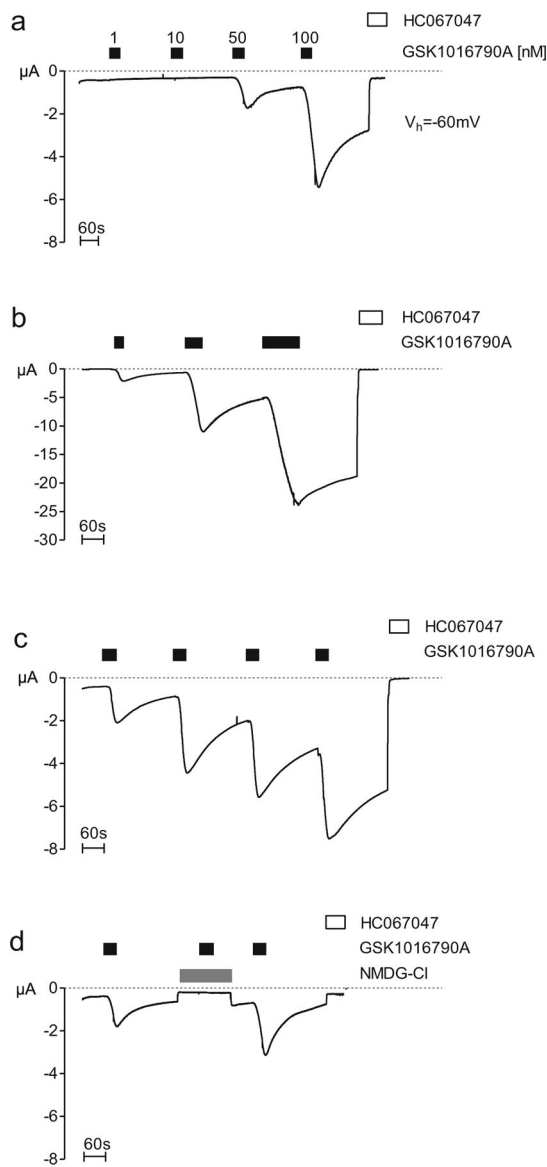 a
HC067047
1 10 50 100 GSK1016790A [nM]
µA
0
-2
-4
-6
-8
Vh=-60mV
60s
b
HC067047
GSK1016790A
µA
0
-5
-10
-15
-20
-25
-30
60s
c
HC067047
GSK1016790A
µA
0
-2
-4
-6
-8
60s
d
HC067047
GSK1016790A
NMDG-Cl
µA
0
-2
-4
-6
-8
60s